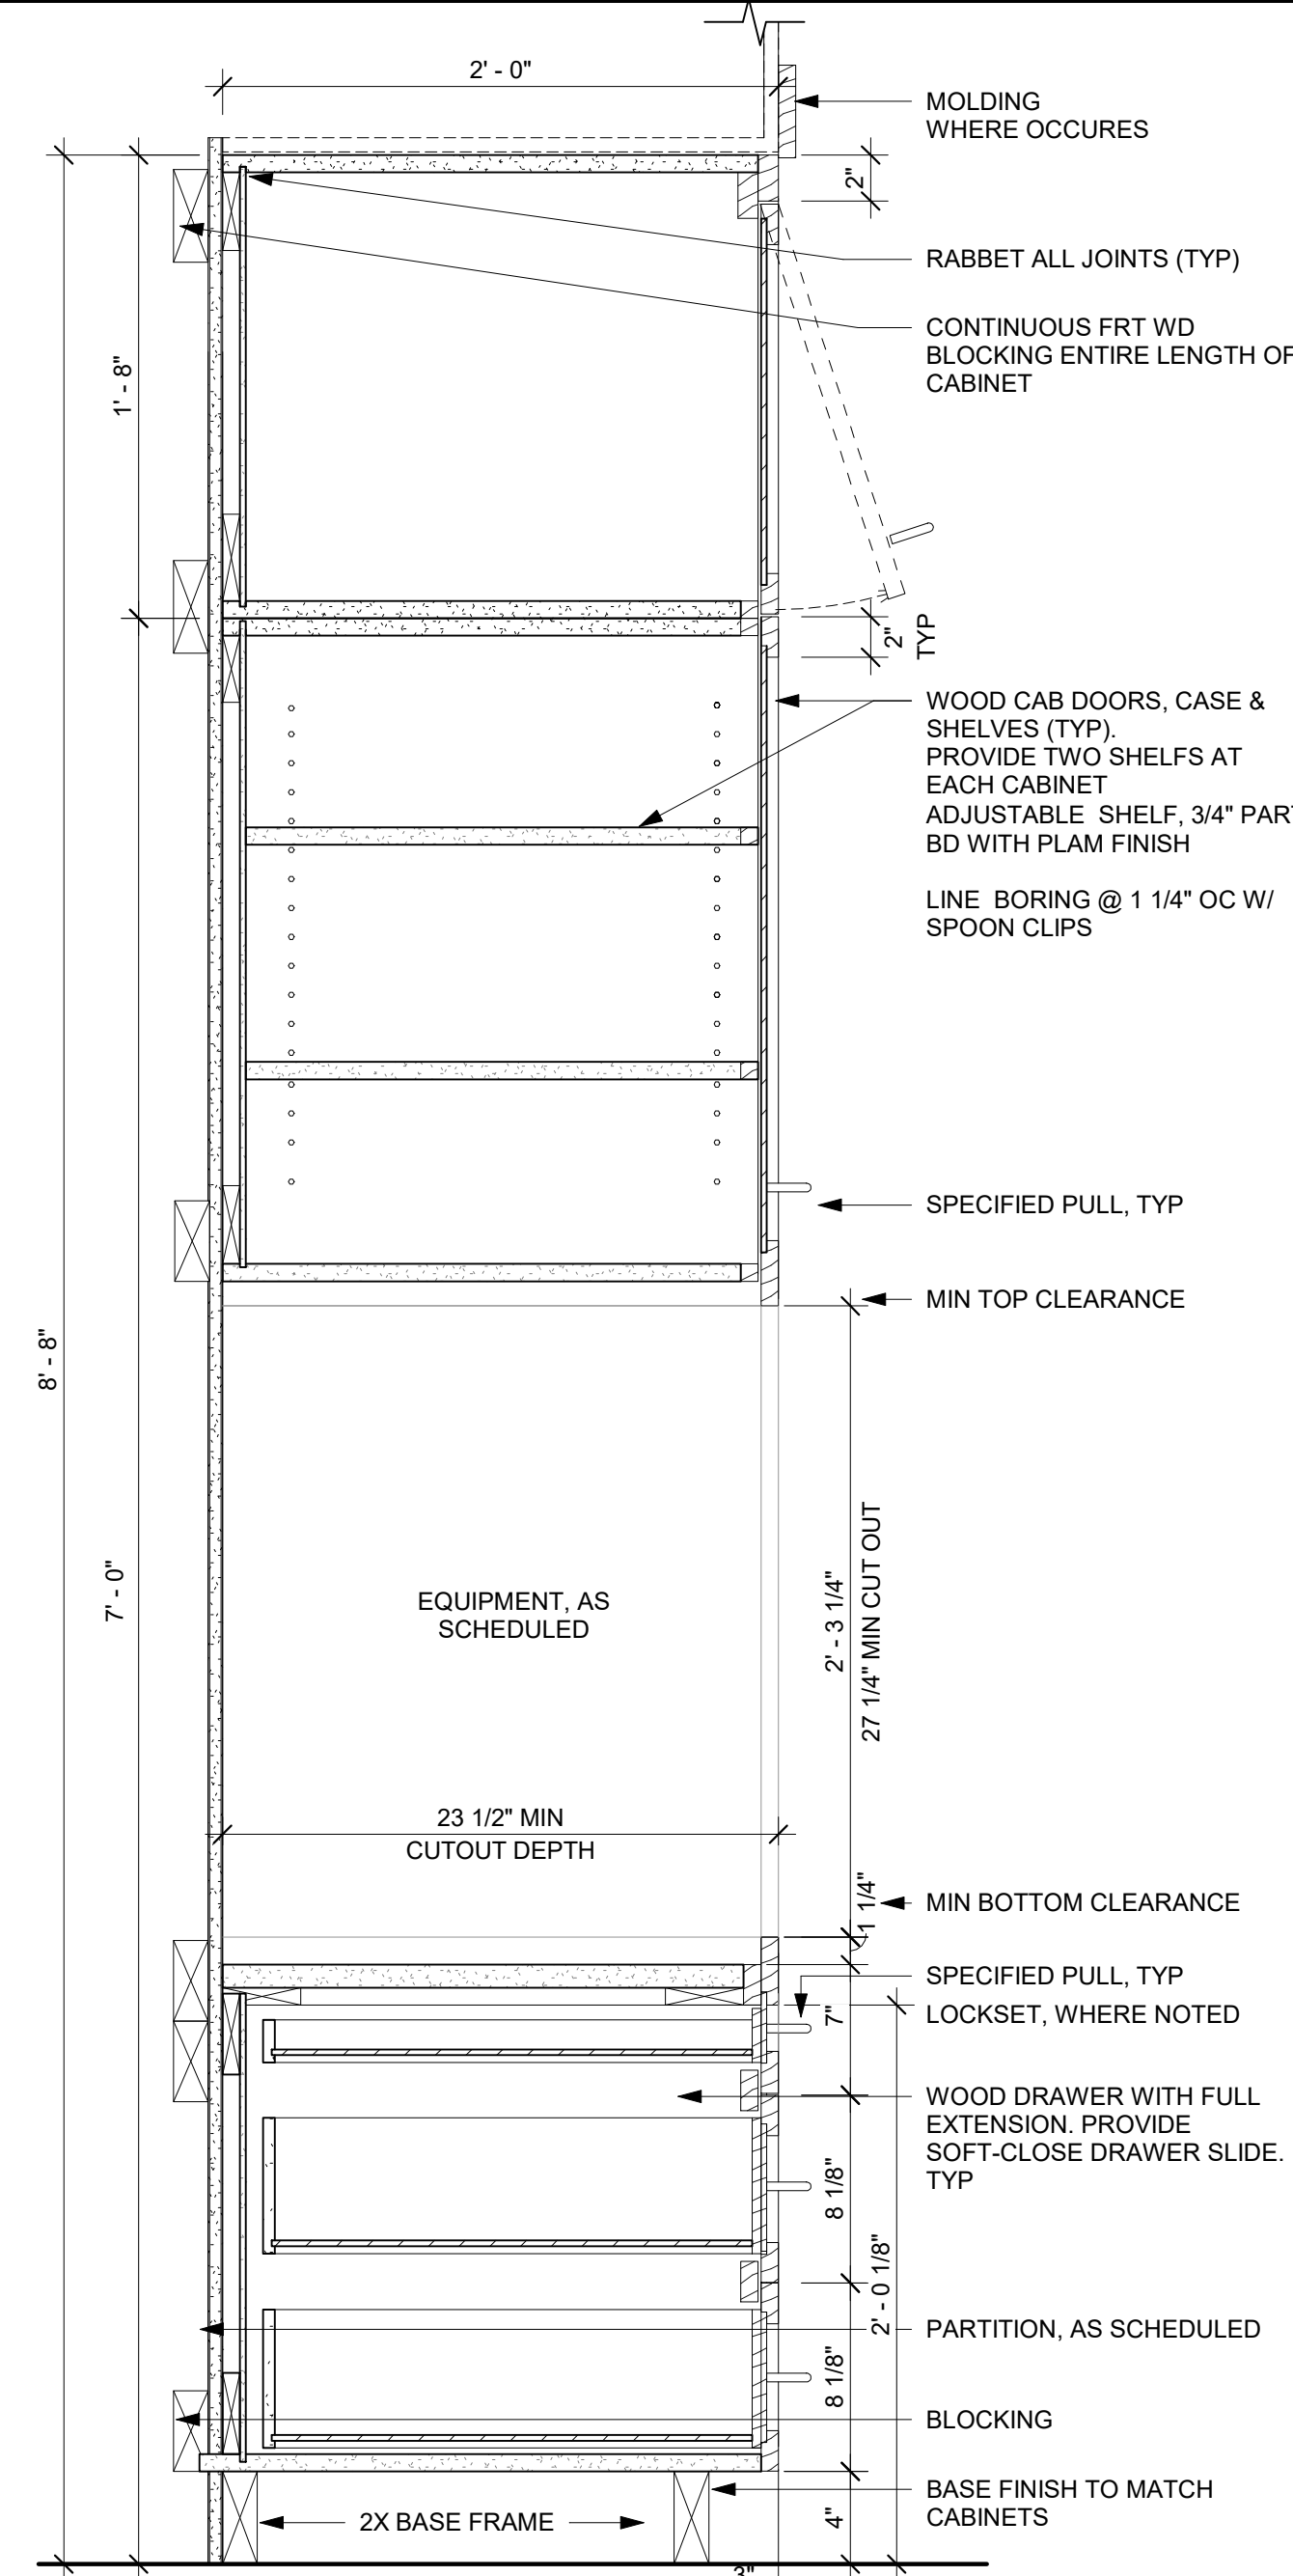 2' - 0"
MOLDING
WHERE OCCURES
2"
RABBET ALL JOINTS (TYP)
CONTINUOUS FRT WD
BLOCKING ENTIRE LENGTH OF
CABINET
1' - 8"
2"
TYP
WOOD CAB DOORS, CASE &
SHELVES (TYP).
PROVIDE TWO SHELFS AT
EACH CABINET
ADJUSTABLE SHELF, 3/4" PART
BD WITH PLAM FINISH
LINE BORING @ 1 1/4" OC W/
SPOON CLIPS
SPECIFIED PULL, TYP
MIN TOP CLEARANCE
8' - 8"
7' - 0"
EQUIPMENT, AS
SCHEDULED
2' - 3 1/4"
27 1/4" MIN CUT OUT
23 1/2" MIN
CUTOUT DEPTH
1 1/4"
MIN BOTTOM CLEARANCE
SPECIFIED PULL, TYP
7"
LOCKSET, WHERE NOTED
WOOD DRAWER WITH FULL
EXTENSION. PROVIDE
SOFT-CLOSE DRAWER SLIDE.
TYP
8 1/8"
2' - 0 1/8"
PARTITION, AS SCHEDULED
8 1/8"
BLOCKING
BASE FINISH TO MATCH
CABINETS
2X BASE FRAME
4"
3"